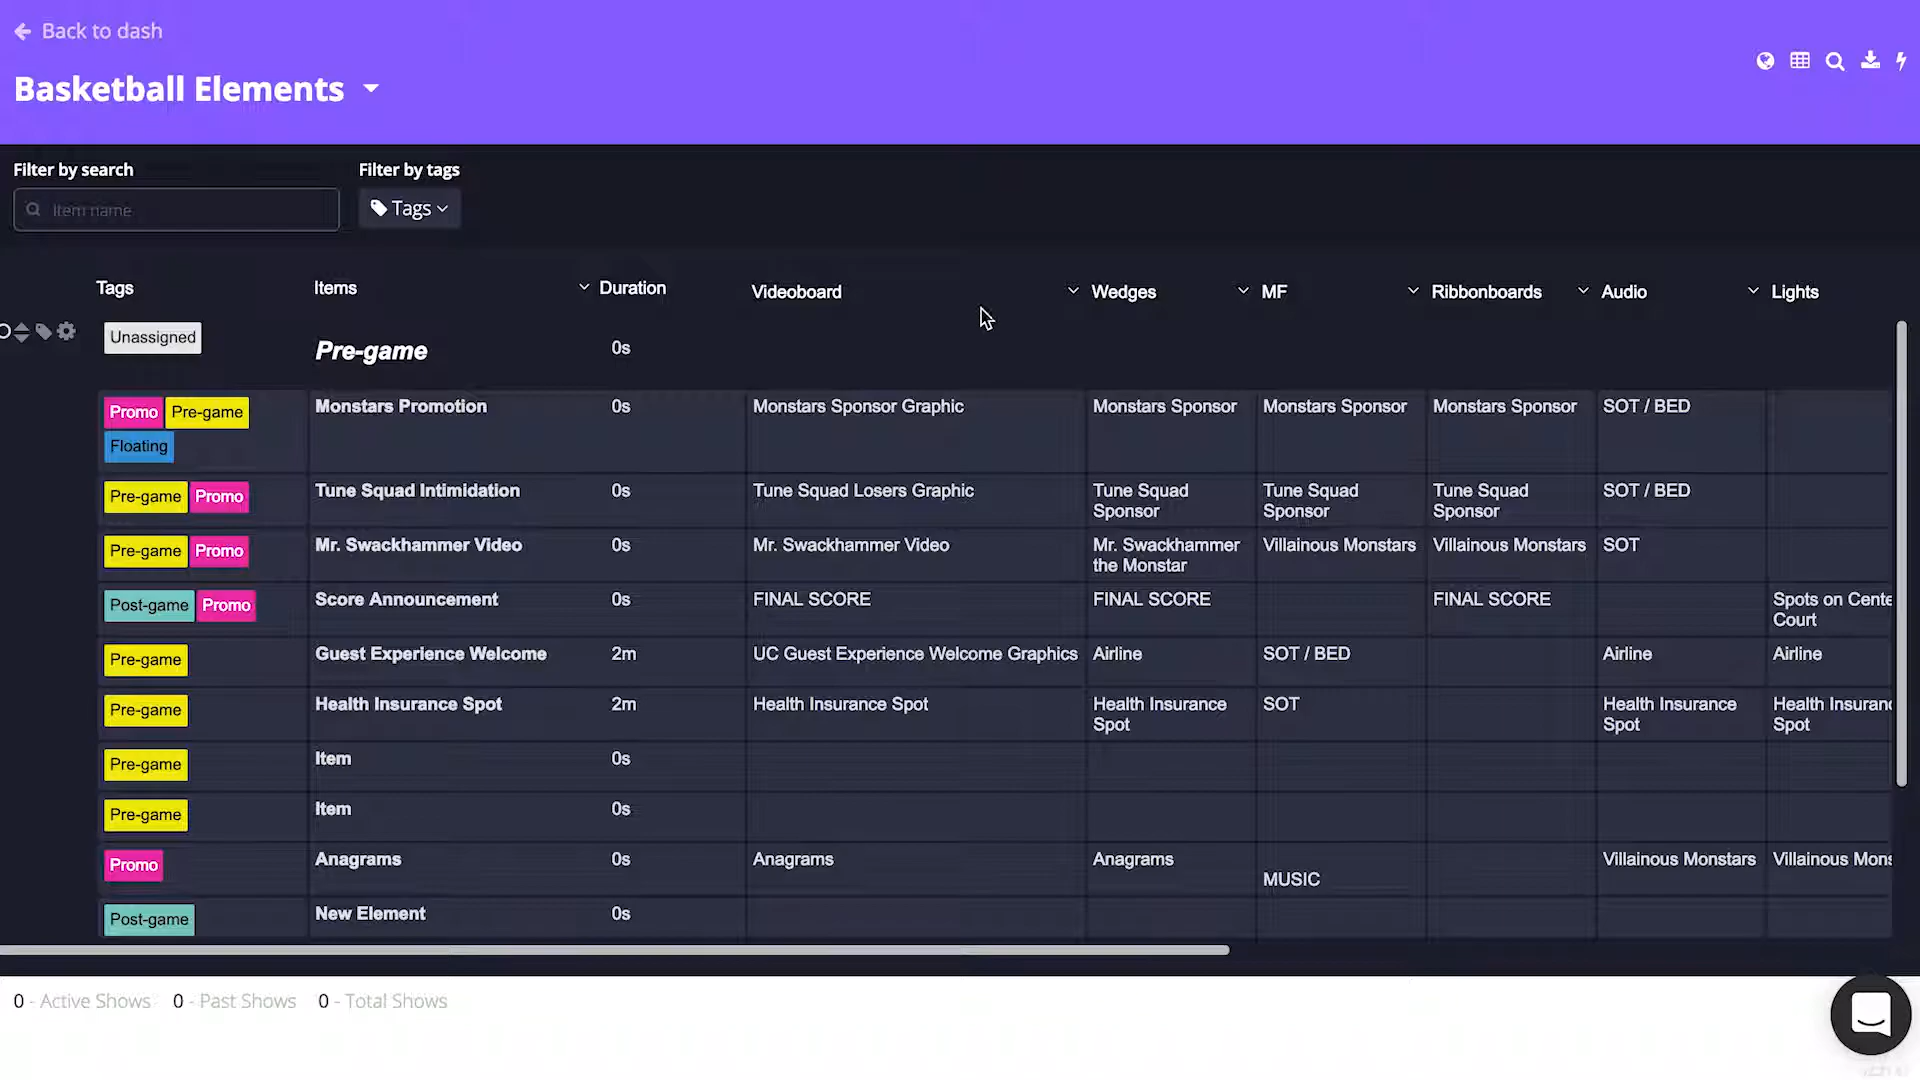 Back to dash
Basketball Elements
Filter by search
Filter by tags
Item name
Tags
Tags Items Duration Videoboard Wedges MF Ribbonboards Audio Lights
Unassigned Pre-game 0s
Promo Pre-game Monstars Promotion 0s Monstars Sponsor Graphic Monstars Sponsor Monstars Sponsor Monstars Sponsor SOT / BED
Floating
Pre-game Promo Tune Squad Intimidation 0s Tune Squad Losers Graphic Tune Squad Tune Squad Tune Squad SOT / BED
Sponsor Sponsor Sponsor
Pre-game Promo Mr. Swackhammer Video 0s Mr. Swackhammer Video Mr. Swackhammer Villainous Monstars Villainous Monstars SOT
the Monstar
Post-game Promo Score Announcement 0s FINAL SCORE FINAL SCORE FINAL SCORE Spots on Cente
Court
Pre-game Guest Experience Welcome 2m UC Guest Experience Welcome Graphics Airline SOT / BED Airline Airline
Pre-game Health Insurance Spot 2m Health Insurance Spot Health Insurance SOT Health Insurance Health Insuranc
Spot Spot Spot
Pre-game Item 0s
Pre-game Item 0s
Promo Anagrams 0s Anagrams Anagrams Villainous Monstars Villainous Mons
MUSIC
Post-game New Element 0s
0 - Active Shows 0 - Past Shows 0 - Total Shows